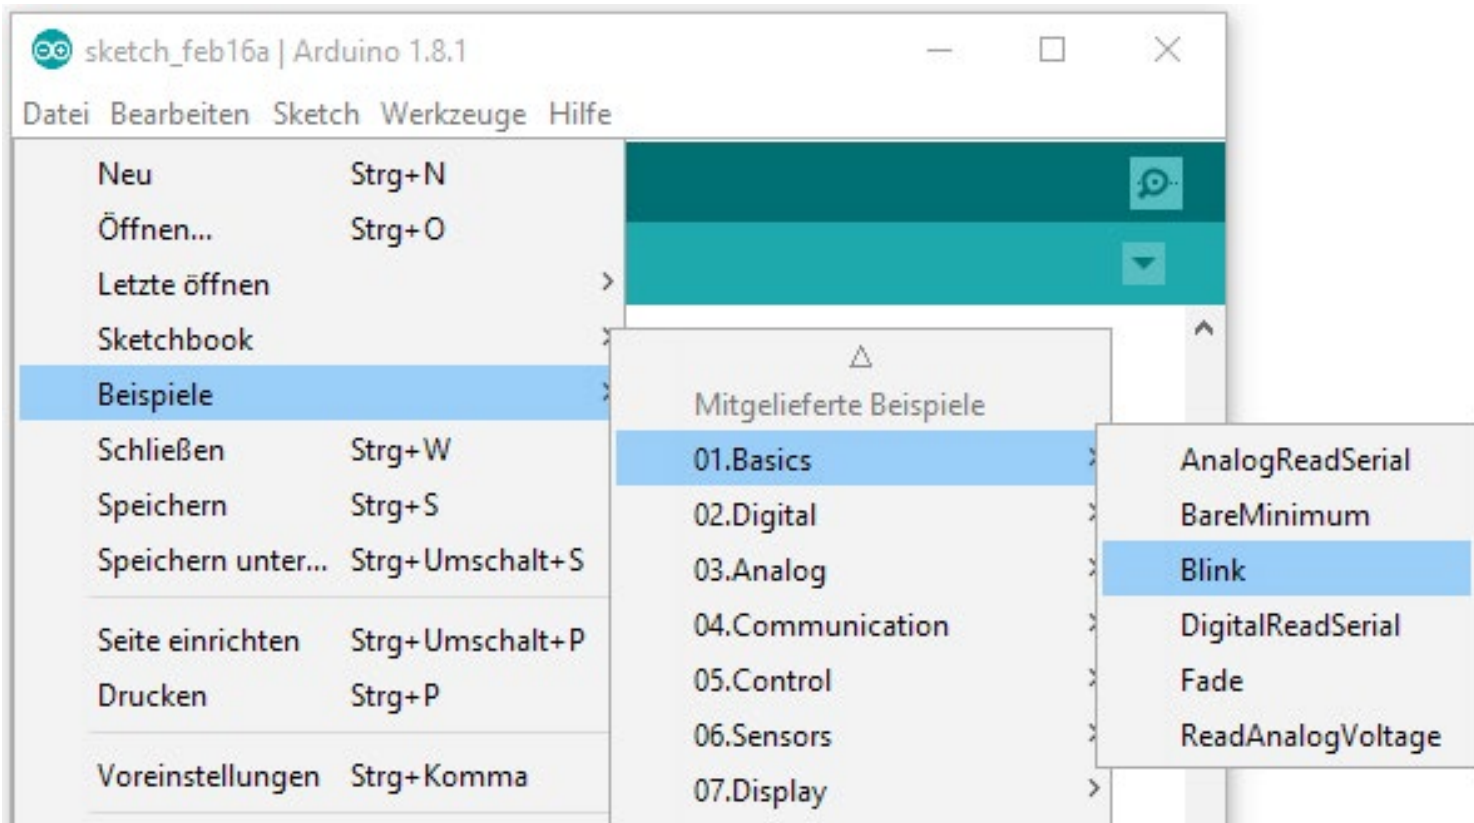 sketch_feb16a | Arduino 1.8.1
Datei Bearbeiten Sketch Werkzeuge Hilfe
Neu Strg+N
Öffnen... Strg+O
Letzte öffnen
Sketchbook
Beispiele
Schließen Strg+W
Speichern Strg+S
Speichern unter... Strg+Umschalt+S
Seite einrichten Strg+Umschalt+P
Drucken Strg+P
Voreinstellungen Strg+Komma
Mitgelieferte Beispiele
01.Basics
02.Digital
03.Analog
04.Communication
05.Control
06.Sensors
07.Display
AnalogReadSerial
BareMinimum
Blink
DigitalReadSerial
Fade
ReadAnalogVoltage